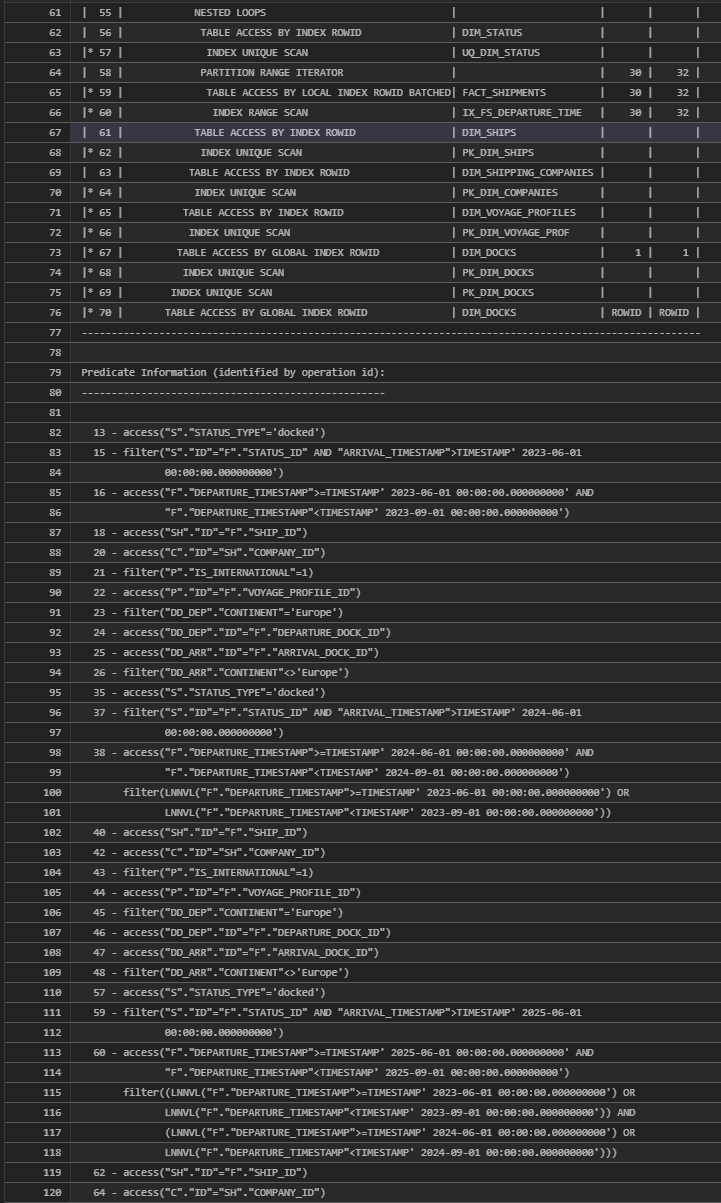 61 |  55 |                  NESTED LOOPS                               |                        |       |       |
62 |  56 |                   TABLE ACCESS BY INDEX ROWID               | DIM_STATUS             |       |       |
63 |* 57 |                    INDEX UNIQUE SCAN                        | UQ_DIM_STATUS          |       |       |
64 |  58 |                   PARTITION RANGE ITERATOR                  |                        |    30 |    32 |
65 |* 59 |                    TABLE ACCESS BY LOCAL INDEX ROWID BATCHED| FACT_SHIPMENTS         |    30 |    32 |
66 |* 60 |                     INDEX RANGE SCAN                        | IX_FS_DEPARTURE_TIME   |    30 |    32 |
67 |  61 |                  TABLE ACCESS BY INDEX ROWID                | DIM_SHIPS              |       |       |
68 |* 62 |                   INDEX UNIQUE SCAN                         | PK_DIM_SHIPS           |       |       |
69 |  63 |                 TABLE ACCESS BY INDEX ROWID                 | DIM_SHIPPING_COMPANIES |       |       |
70 |* 64 |                  INDEX UNIQUE SCAN                          | PK_DIM_COMPANIES       |       |       |
71 |* 65 |                TABLE ACCESS BY INDEX ROWID                  | DIM_VOYAGE_PROFILES    |       |       |
72 |* 66 |                 INDEX UNIQUE SCAN                           | PK_DIM_VOYAGE_PROF     |       |       |
73 |* 67 |               TABLE ACCESS BY GLOBAL INDEX ROWID            | DIM_DOCKS              |     1 |     1 |
74 |* 68 |                INDEX UNIQUE SCAN                            | PK_DIM_DOCKS           |       |       |
75 |* 69 |              INDEX UNIQUE SCAN                              | PK_DIM_DOCKS           |       |       |
76 |* 70 |             TABLE ACCESS BY GLOBAL INDEX ROWID              | DIM_DOCKS              | ROWID | ROWID |
77 --------------------------------------------------------------------------------------------------------
78
79 Predicate Information (identified by operation id):
80 ---------------------------------------------------
81
82   13 - access("S"."STATUS_TYPE"='docked')
83   15 - filter("S"."ID"="F"."STATUS_ID" AND "ARRIVAL_TIMESTAMP">TIMESTAMP' 2023-06-01
84               00:00:00.000000000')
85   16 - access("F"."DEPARTURE_TIMESTAMP">=TIMESTAMP' 2023-06-01 00:00:00.000000000' AND
86               "F"."DEPARTURE_TIMESTAMP"<TIMESTAMP' 2023-09-01 00:00:00.000000000')
87   18 - access("SH"."ID"="F"."SHIP_ID")
88   20 - access("C"."ID"="SH"."COMPANY_ID")
89   21 - filter("P"."IS_INTERNATIONAL"=1)
90   22 - access("P"."ID"="F"."VOYAGE_PROFILE_ID")
91   23 - filter("DD_DEP"."CONTINENT"='Europe')
92   24 - access("DD_DEP"."ID"="F"."DEPARTURE_DOCK_ID")
93   25 - access("DD_ARR"."ID"="F"."ARRIVAL_DOCK_ID")
94   26 - filter("DD_ARR"."CONTINENT"<>'Europe')
95   35 - access("S"."STATUS_TYPE"='docked')
96   37 - filter("S"."ID"="F"."STATUS_ID" AND "ARRIVAL_TIMESTAMP">TIMESTAMP' 2024-06-01
97               00:00:00.000000000')
98   38 - access("F"."DEPARTURE_TIMESTAMP">=TIMESTAMP' 2024-06-01 00:00:00.000000000' AND
99               "F"."DEPARTURE_TIMESTAMP"<TIMESTAMP' 2024-09-01 00:00:00.000000000')
100        filter(LNNVL("F"."DEPARTURE_TIMESTAMP">=TIMESTAMP' 2023-06-01 00:00:00.000000000') OR
101               LNNVL("F"."DEPARTURE_TIMESTAMP"<TIMESTAMP' 2023-09-01 00:00:00.000000000'))
102   40 - access("SH"."ID"="F"."SHIP_ID")
103   42 - access("C"."ID"="SH"."COMPANY_ID")
104   43 - filter("P"."IS_INTERNATIONAL"=1)
105   44 - access("P"."ID"="F"."VOYAGE_PROFILE_ID")
106   45 - filter("DD_DEP"."CONTINENT"='Europe')
107   46 - access("DD_DEP"."ID"="F"."DEPARTURE_DOCK_ID")
108   47 - access("DD_ARR"."ID"="F"."ARRIVAL_DOCK_ID")
109   48 - filter("DD_ARR"."CONTINENT"<>'Europe')
110   57 - access("S"."STATUS_TYPE"='docked')
111   59 - filter("S"."ID"="F"."STATUS_ID" AND "ARRIVAL_TIMESTAMP">TIMESTAMP' 2025-06-01
112               00:00:00.000000000')
113   60 - access("F"."DEPARTURE_TIMESTAMP">=TIMESTAMP' 2025-06-01 00:00:00.000000000' AND
114               "F"."DEPARTURE_TIMESTAMP"<TIMESTAMP' 2025-09-01 00:00:00.000000000')
115        filter((LNNVL("F"."DEPARTURE_TIMESTAMP">=TIMESTAMP' 2023-06-01 00:00:00.000000000') OR
116               LNNVL("F"."DEPARTURE_TIMESTAMP"<TIMESTAMP' 2023-09-01 00:00:00.000000000')) AND
117               (LNNVL("F"."DEPARTURE_TIMESTAMP">=TIMESTAMP' 2024-06-01 00:00:00.000000000') OR
118               LNNVL("F"."DEPARTURE_TIMESTAMP"<TIMESTAMP' 2024-09-01 00:00:00.000000000')))
119   62 - access("SH"."ID"="F"."SHIP_ID")
120   64 - access("C"."ID"="SH"."COMPANY_ID")